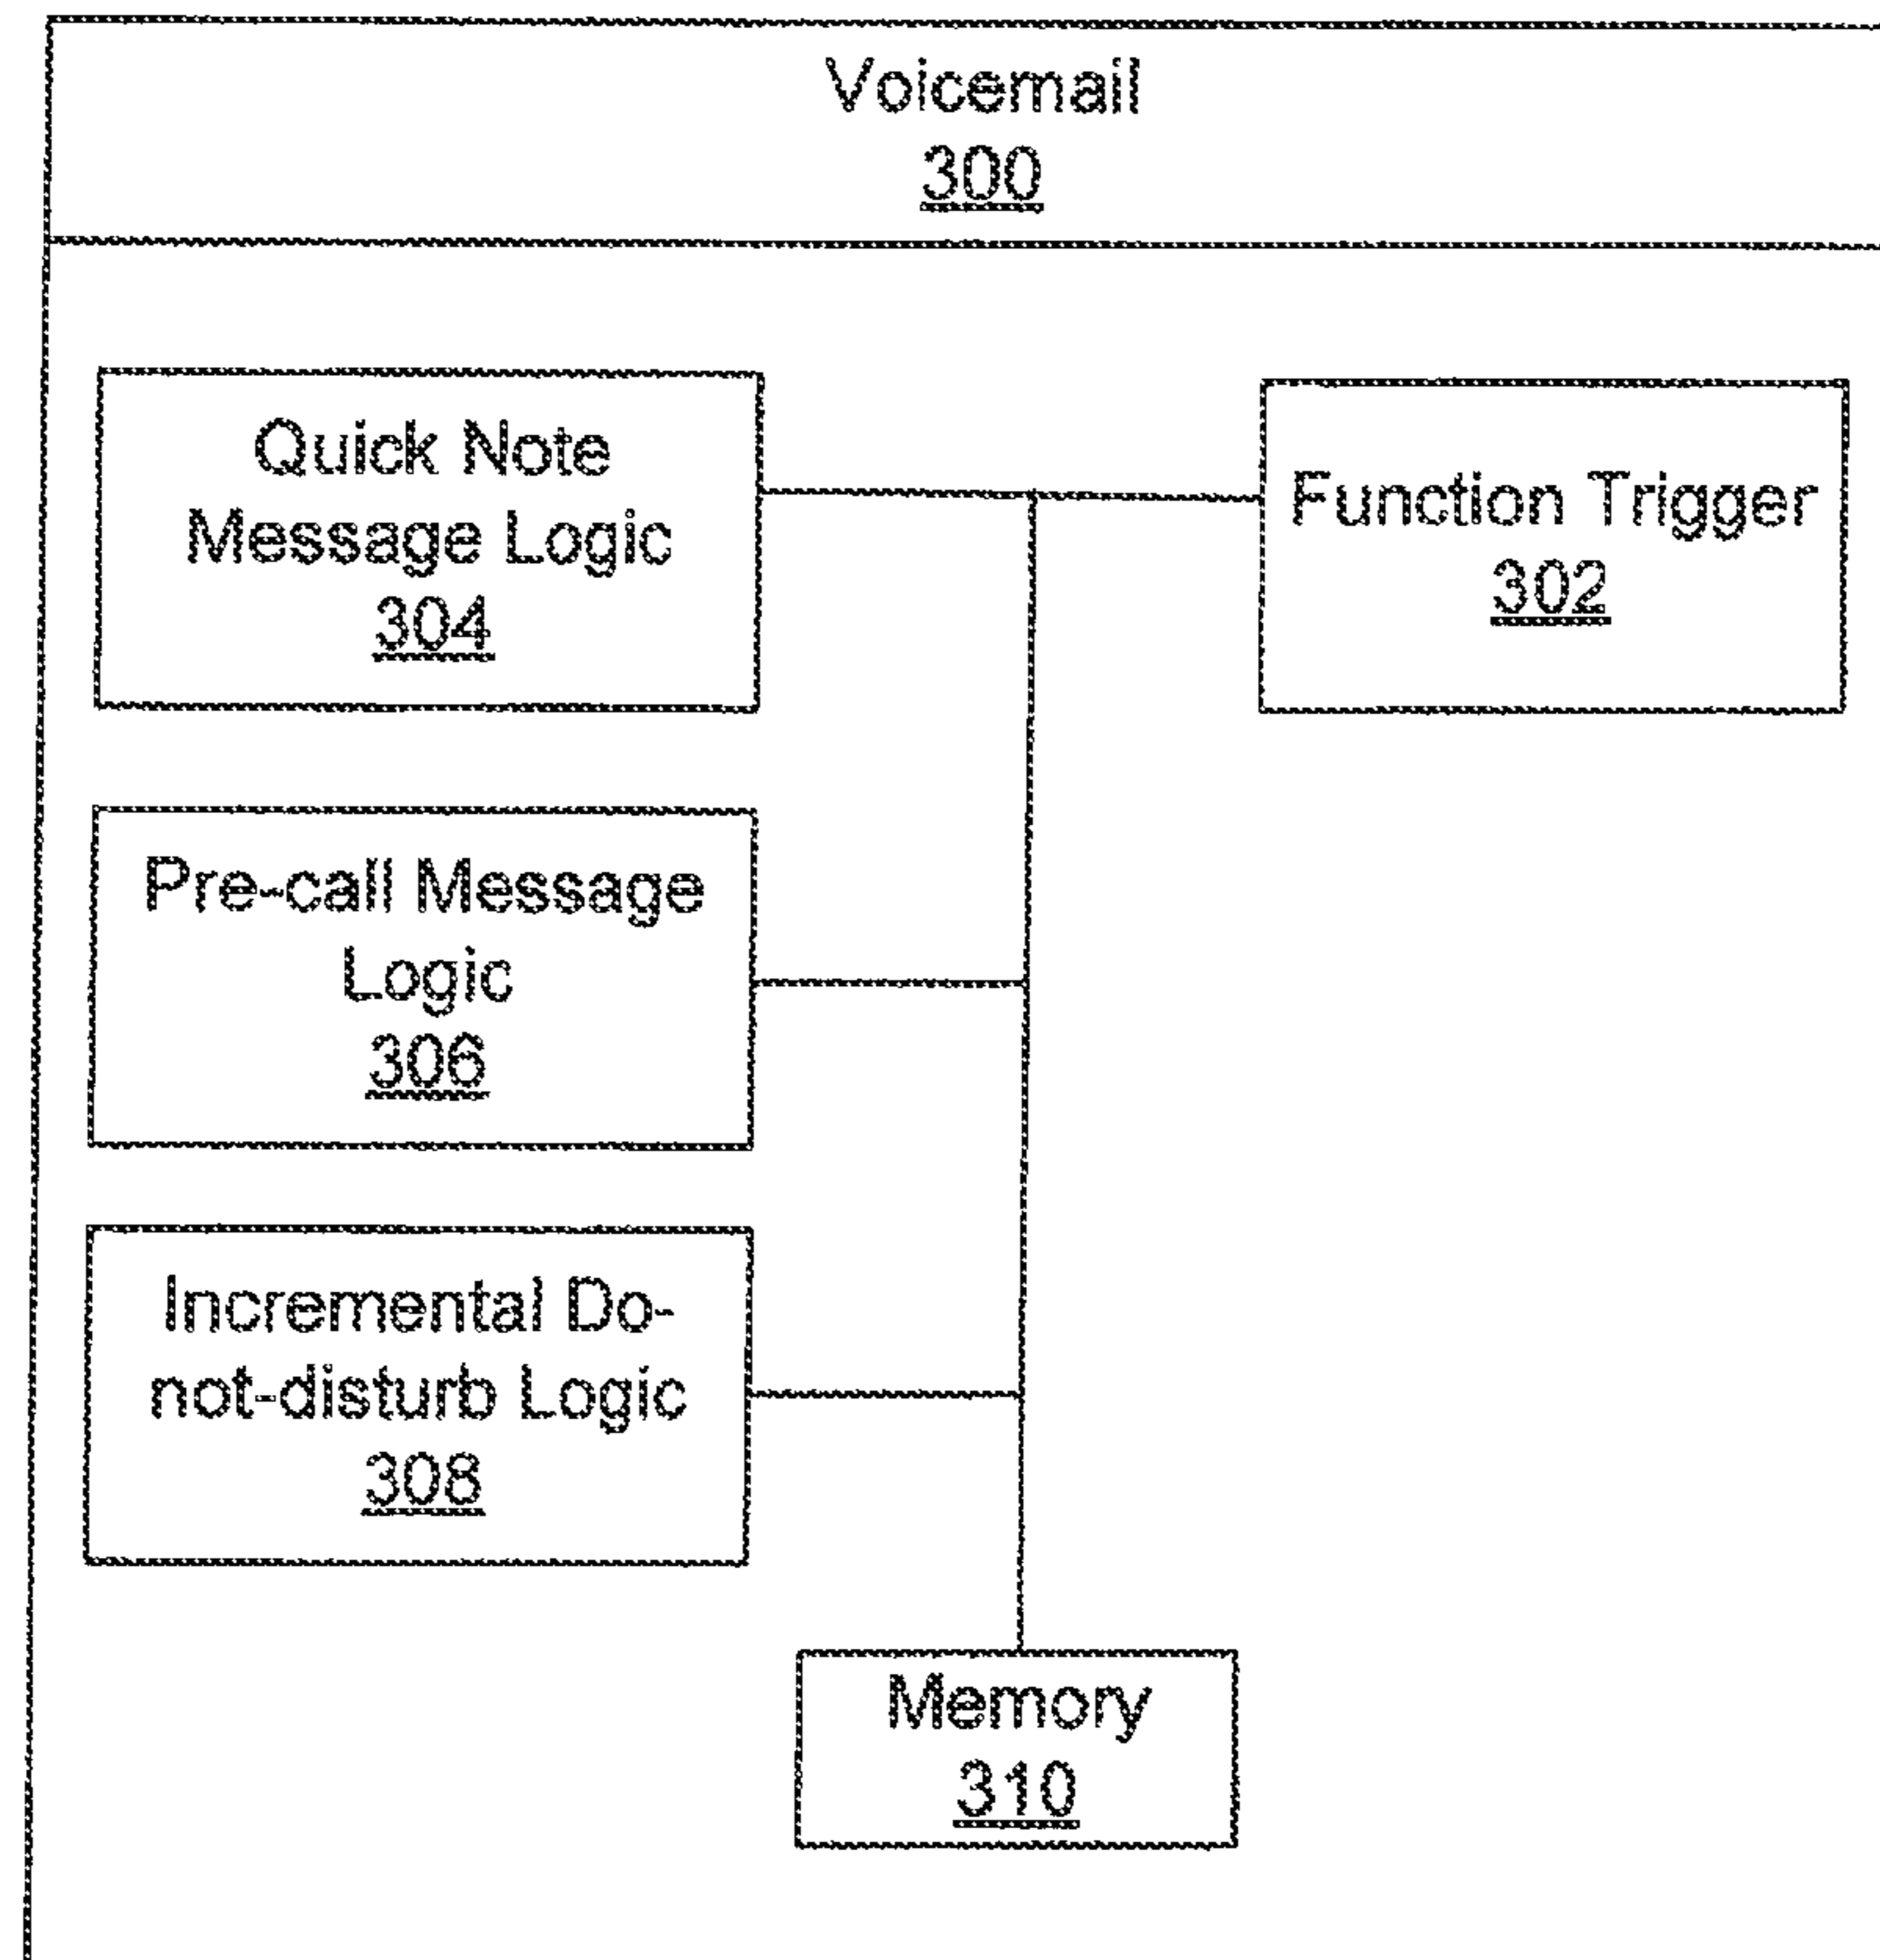 Voicemail
300
Quick Note
Message Logic
304
Function Trigger
302
Pre-call Message
Logic
306
Incremental Do-
not-disturb Logic
308
Memory
310